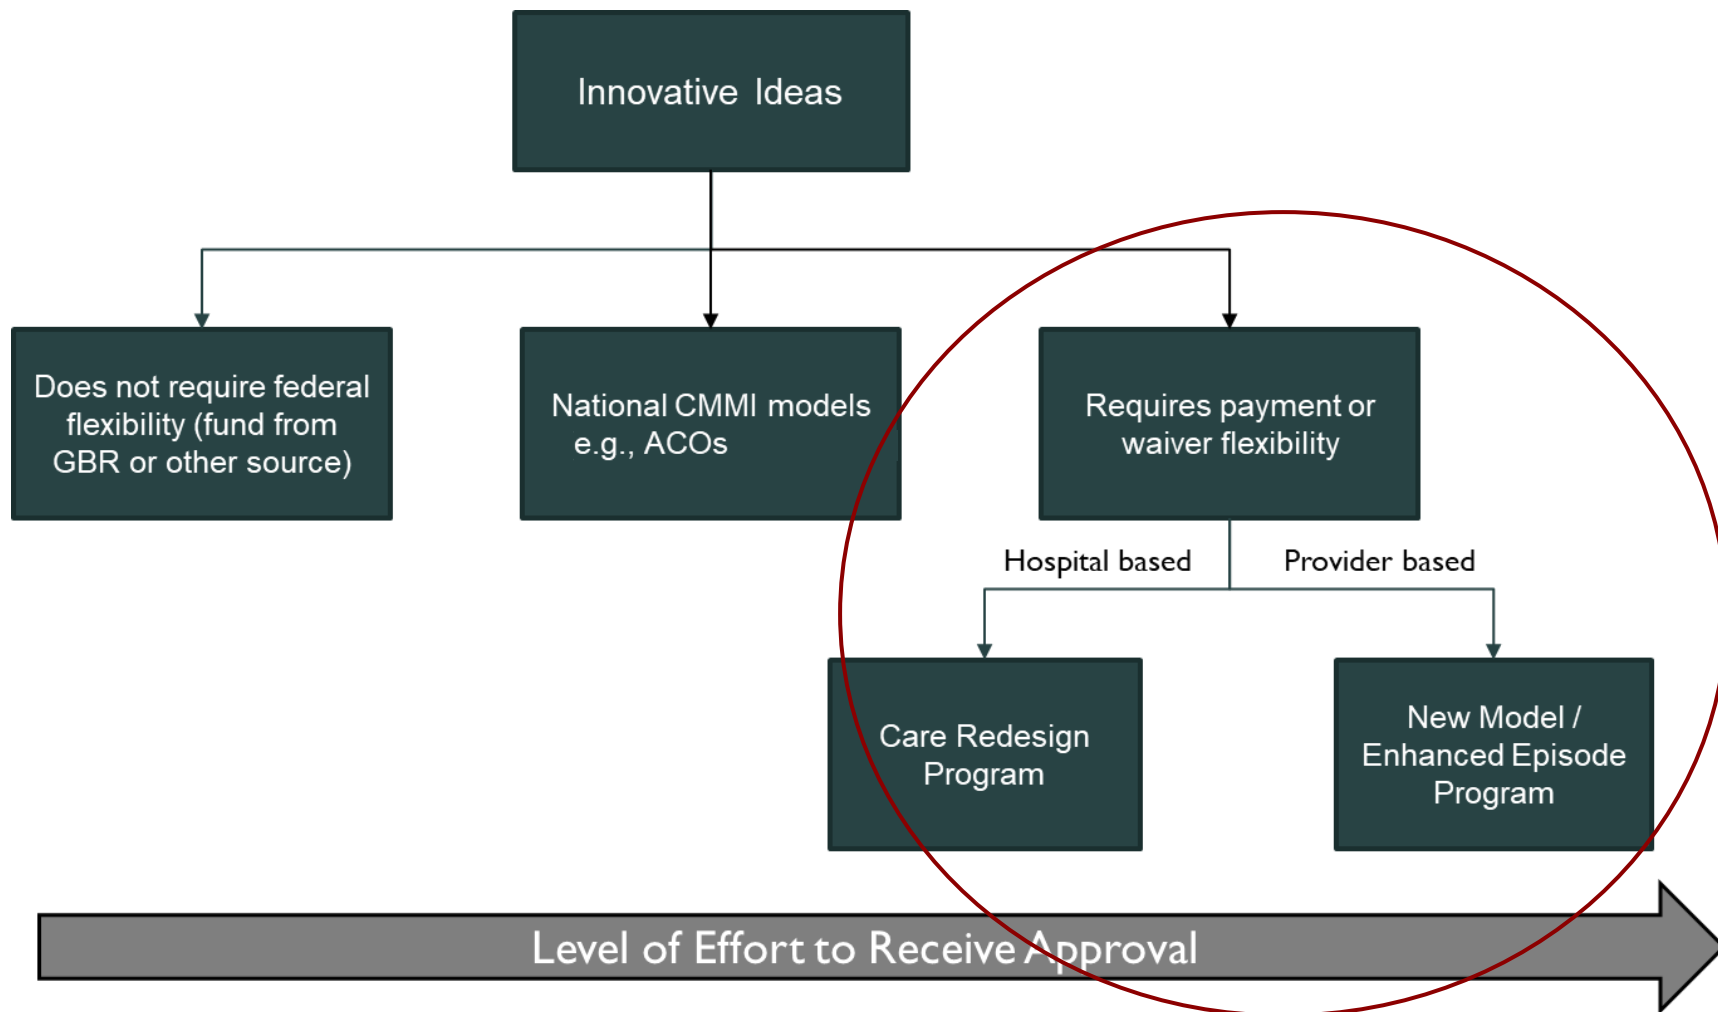 Innovative Ideas
Does not require federal
flexibility (fund from
GBR or other source)
National CMMI models
e.g., ACOs
Requires payment or
waiver flexibility
Hospital based
Provider based
Care Redesign
Program
New Model /
Enhanced Episode
Program
Level of Effort to Receive Approval